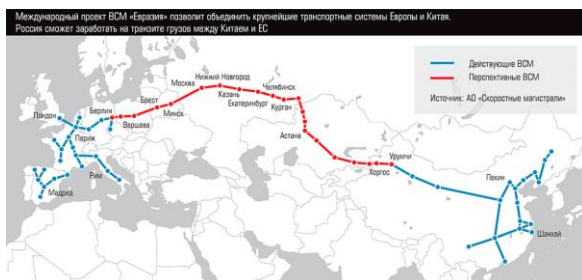 Международный проект ВСМ «Евразия» позволит объединить крупнейшие транспортные системы Европы и Китая.
Россия сможет заработать на транзите грузов между Китаем и ЕС
Действующие ВСМ
Перспективные ВСМ
Источник: АО «Скоростные магистрали»
Нижний Новгород
Москва
Челябинск
Казань
Екатеринбург
Курган
Брест
Берлин
Лондон
Минск
Варшава
Париж
Астана
Урумчи
Хоргос
Пекин
Рим
Мадрид
Шанхай